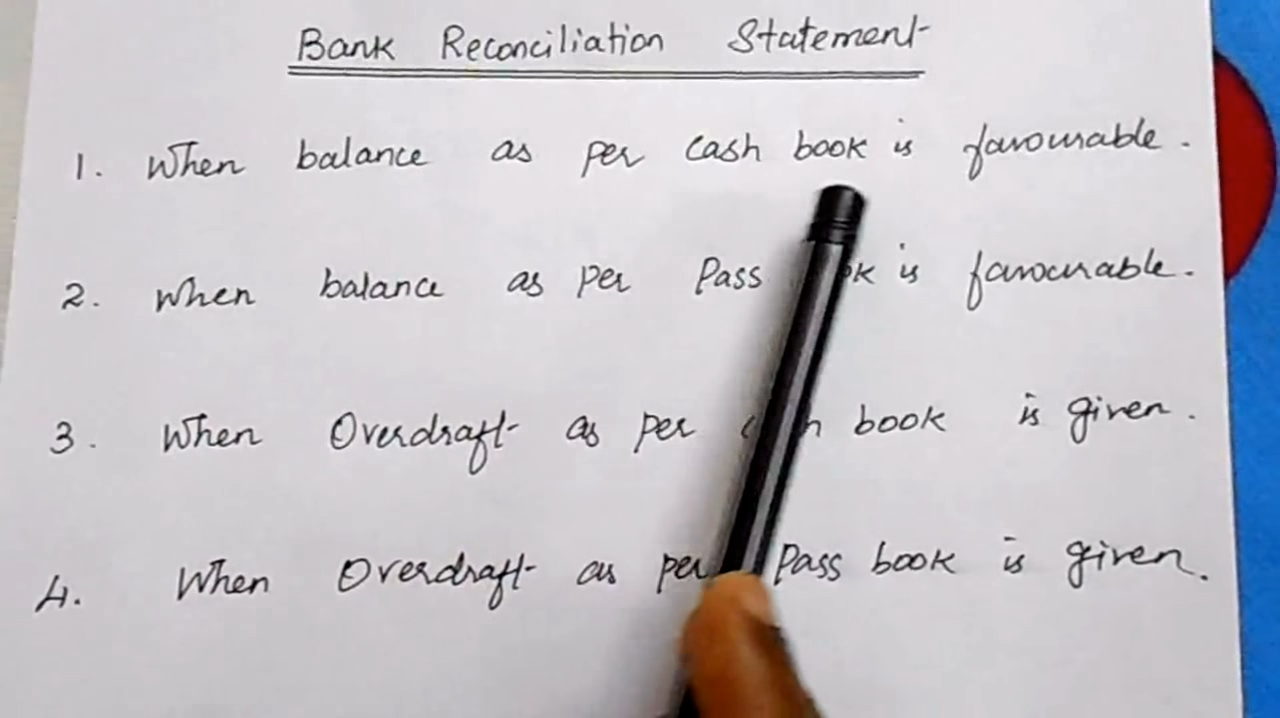 Bank Reconciliation Statement
1. When balance as per cash book is favourable.
2. When balance as per Pass is favourable.
3. When Overdraft as per book is given.
4. When Overdraft as per Pass book is given.